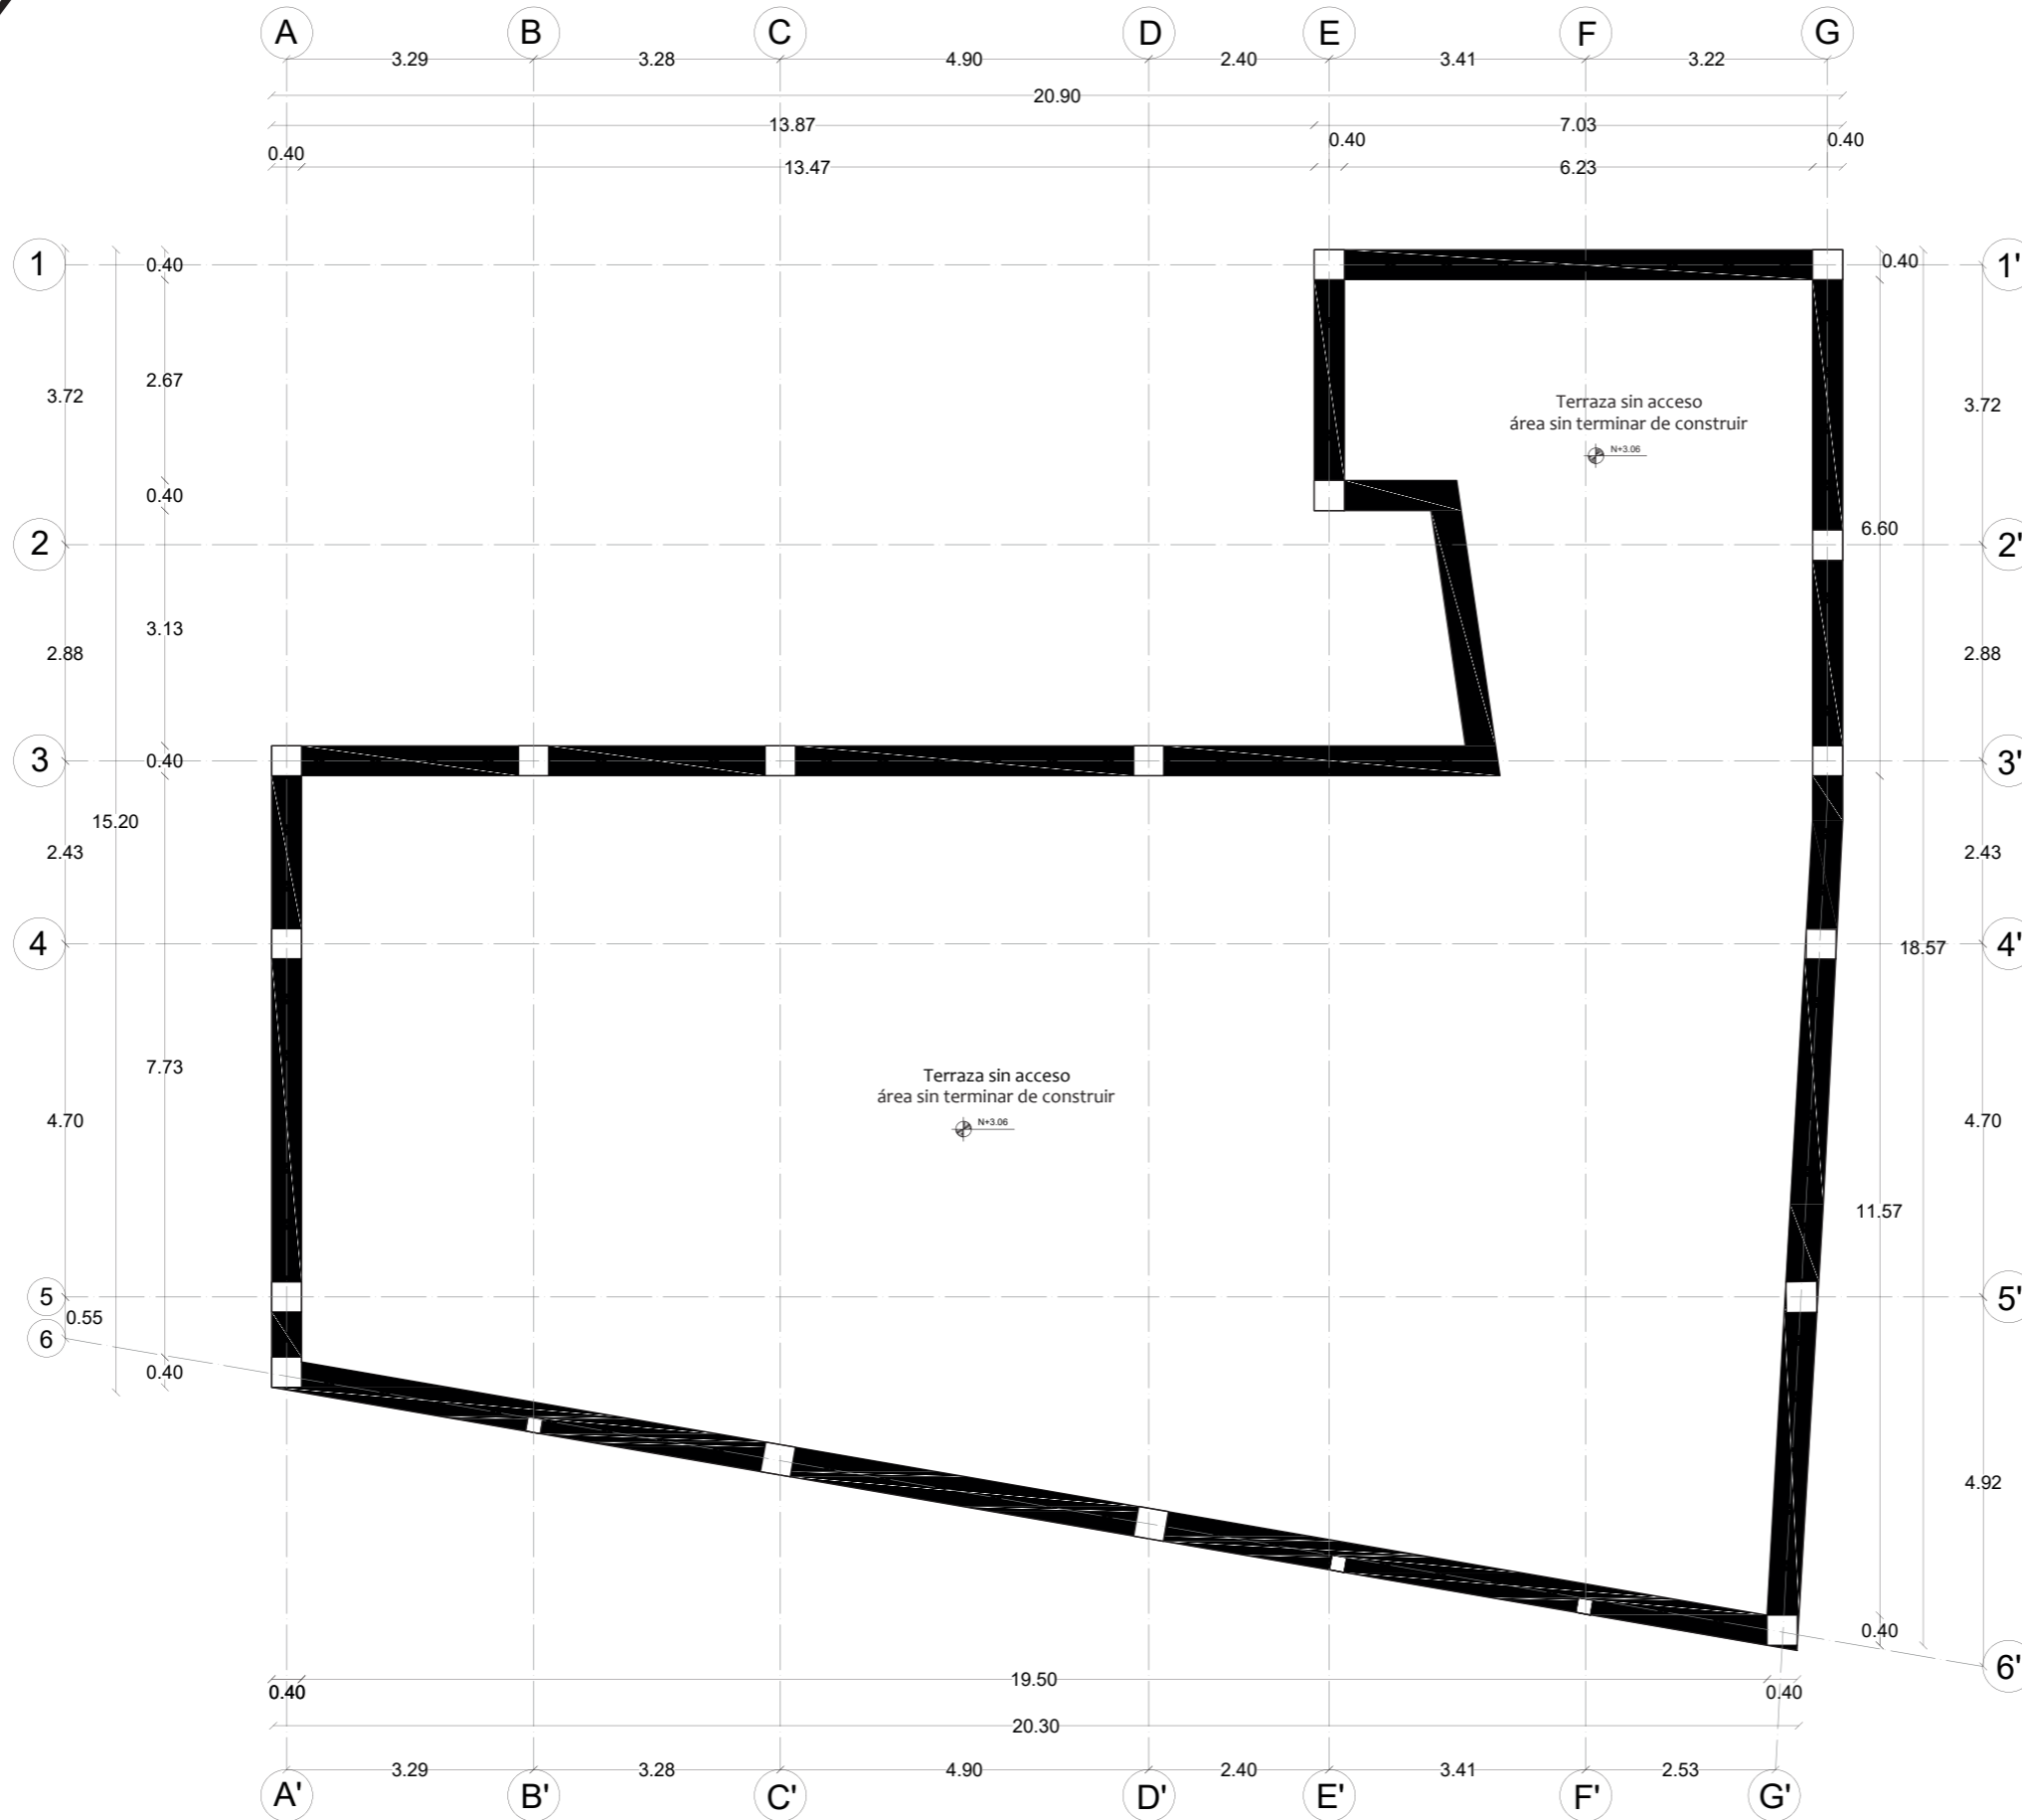 A B C D E F G
3.29 3.28 4.90 2.40 3.41 3.22
20.90
13.87 7.03
0.40 0.40 0.40
13.47 6.23
1 0.40 0.40 1'
2.67
3.72 3.72
Terraza sin acceso
área sin terminar de construir
N+3.06
0.40
6.60
2 2'
3.13
2.88 2.88
3 0.40 3'
15.20
2.43 2.43
4 18.57 4'
7.73
Terraza sin acceso
área sin terminar de construir
N+3.06
4.70 4.70
11.57
5 5'
0.55
6
0.40
4.92
0.40
6'
19.50
0.40 0.40
20.30
3.29 3.28 4.90 2.40 3.41 2.53
A' B' C' D' E' F' G'